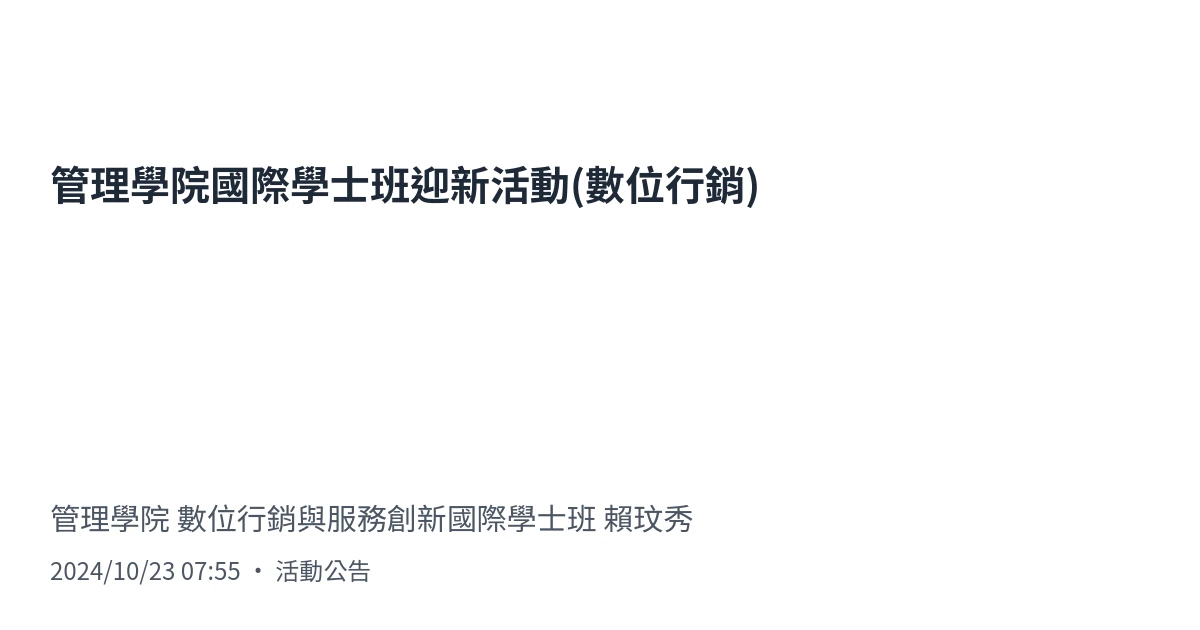 管理學院國際學士班迎新活動(數位行銷)
管理學院 數位行銷與服務創新國際學士班 賴玟秀
2024/10/23 07:55 ・ 活動公告